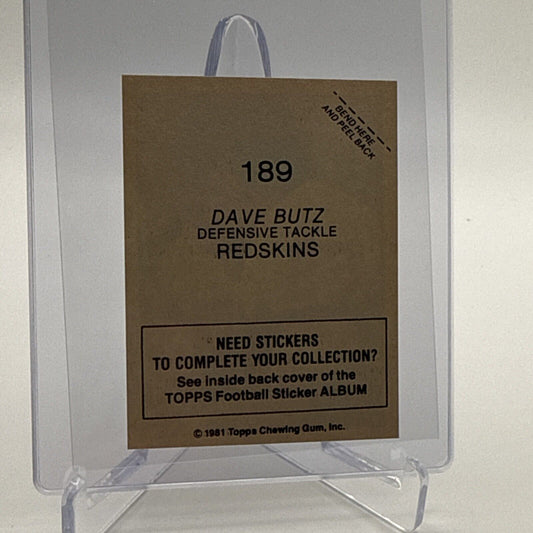 BEND HERE
AND PEEL BACK
189
DAVE BUTZ
DEFENSIVE TACKLE
REDSKINS
NEED STICKERS
TO COMPLETE YOUR COLLECTION?
See inside back cover of the
TOPPS Football Sticker ALBUM
© 1981 Topps Chewing Gum, Inc.